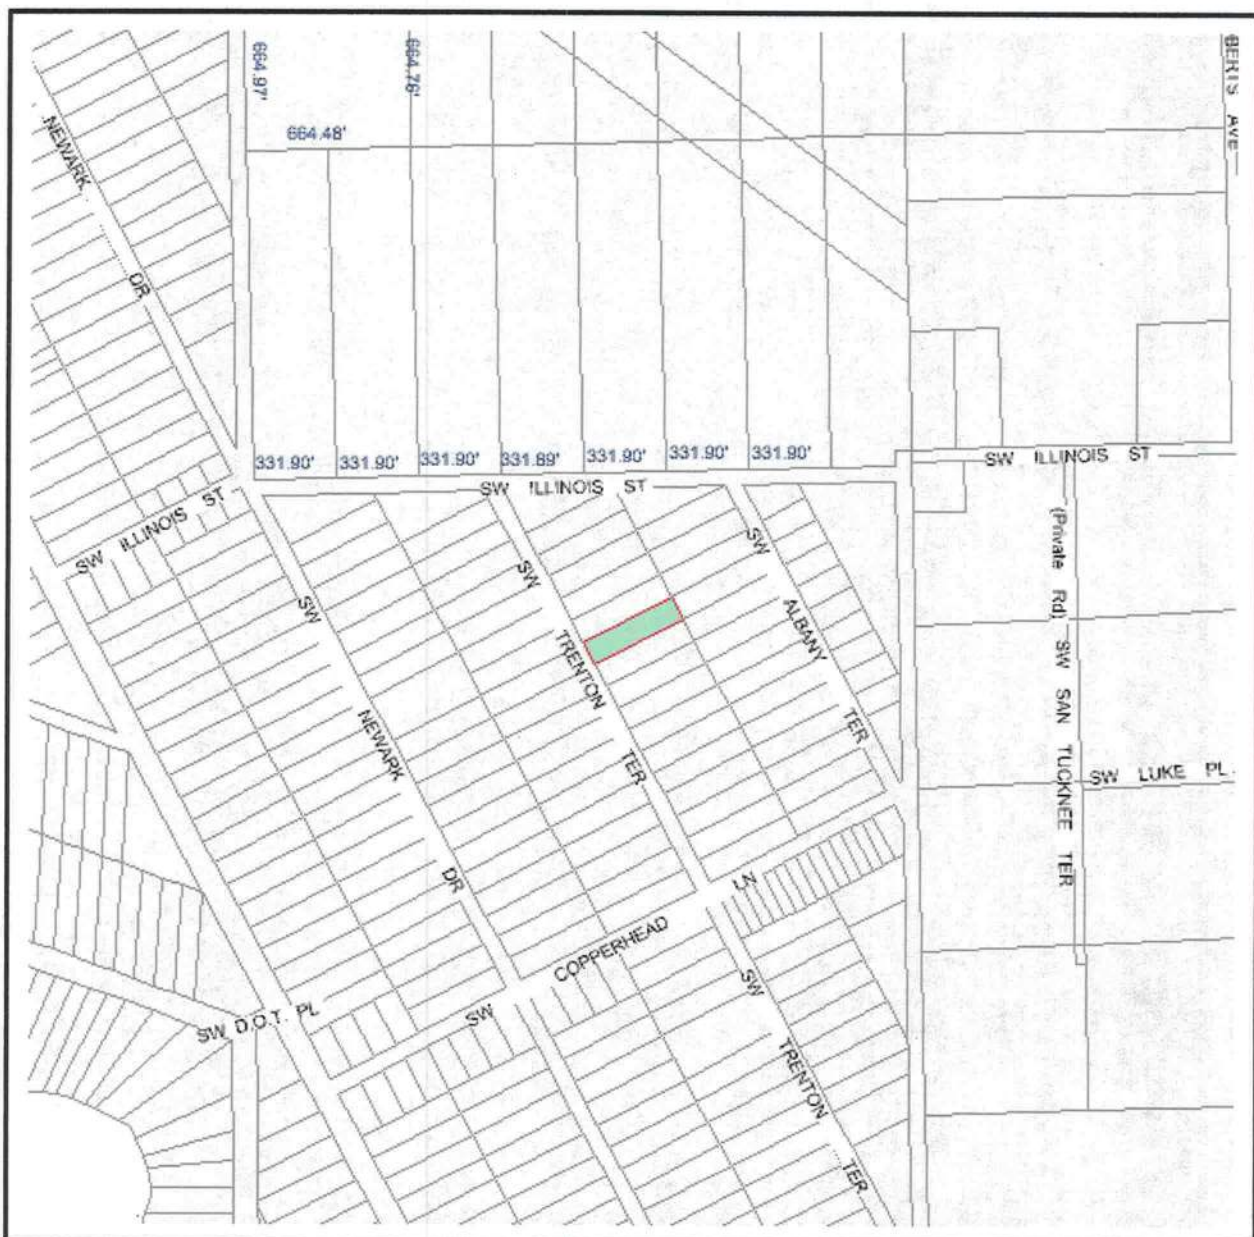 664.97'
664.78'
BERTS AVE
664.48'
NEWARK DR
331.90' 331.90' 331.90' 331.89' 331.90' 331.90' 331.90'
SW ILLINOIS ST
SW ILLINOIS ST
SW ILLINOIS ST
(Private Rd) SW SAN TUCKNEE TER
SW ALBANY TER
SW TRENTON TER
SW NEWARK DR
SW LUKE PL
SW COPPERHEAD LZ
SW D.O.T. PL
SW TRENTON TER